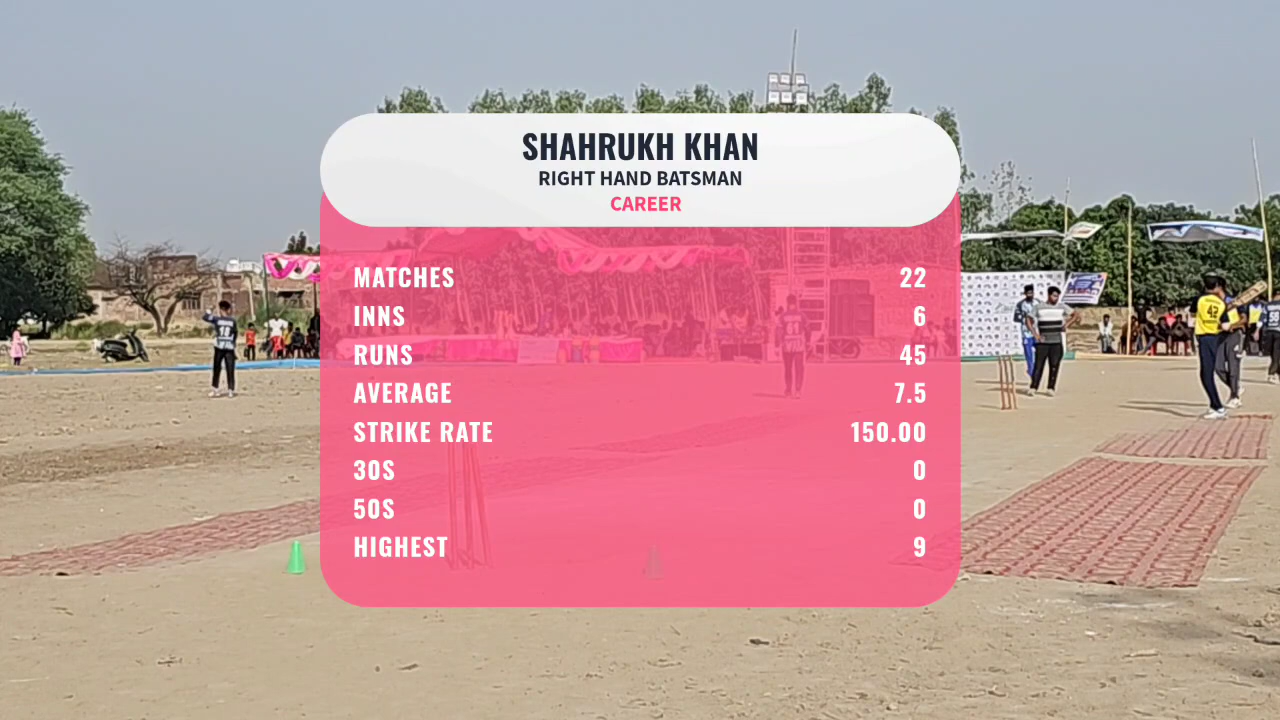 SHAHRUKH KHAN
RIGHT HAND BATSMAN
CAREER
MATCHES 22
INNS 6
RUNS 45
AVERAGE 7.5
STRIKE RATE 150.00
30S 0
50S 0
HIGHEST 9
42